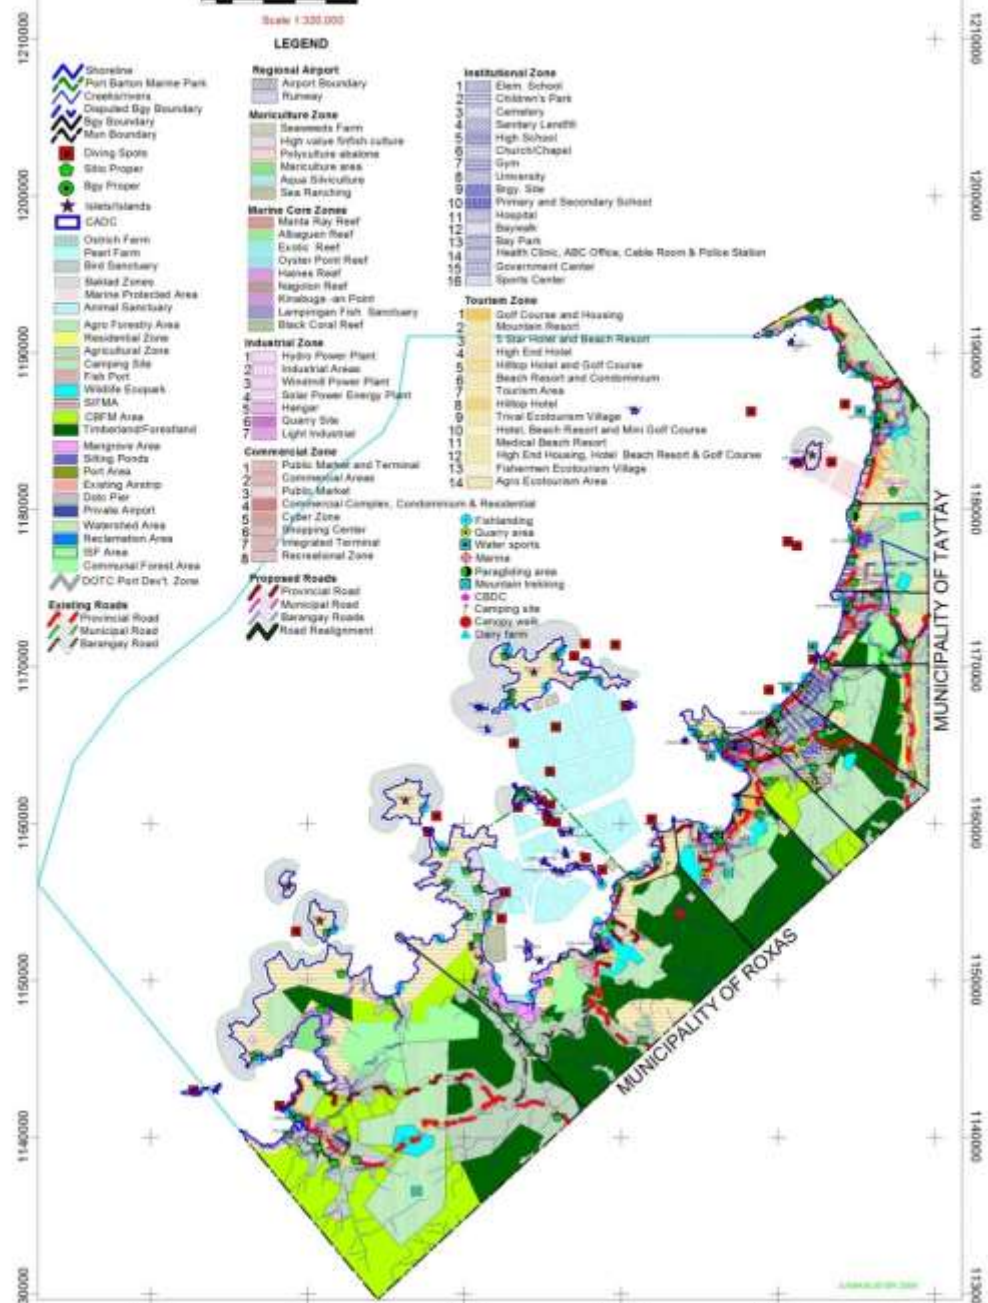 Scale 1:320,000
LEGEND
Shoreline
Port Barton Marine Park
Creeks/rivers
Disputed Bgy Boundary
Bgy Boundary
Mun Boundary
Diving Spots
Sitio Proper
Bgy Proper
Islets/Islands
CADC
Ostrich Farm
Pearl Farm
Bird Sanctuary
Baklad Zones
Marine Protected Area
Animal Sanctuary
Agro Forestry Area
Residential Zone
Agricultural Zone
Camping Site
Fish Port
Wildlife Ecopark
SIFMA
CBFM Area
Timberland/Forestland
Mangrove Area
Silting Ponds
Port Area
Existing Airstrip
Dole Pier
Private Airport
Watershed Area
Reclamation Area
ISF Area
Communal Forest Area
DOTC Port Dev't. Zone
Existing Roads
Provincial Road
Municipal Road
Barangay Road
Regional Airport
Airport Boundary
Runway
Mariculture Zone
Seaweeds Farm
High value finfish culture
Polyculture abalone
Mariculture area
Aqua Silviculture
Sea Ranching
Marine Core Zones
Manta Ray Reef
Albaguen Reef
Exotic Reef
Oyster Point Reef
Haines Reef
Nagolon Reef
Kinabuga -an Point
Lampinigan Fish Sanctuary
Black Coral Reef
Industrial Zone
1 Hydro Power Plant
2 Industrial Areas
3 Windmill Power Plant
4 Solar Power Energy Plant
5 Hangar
6 Quarry Site
7 Light Industrial
Commercial Zone
1 Public Market and Terminal
2 Commercial Areas
3 Public Market
4 Commercial Complex, Condominium & Residential
5 Cyber Zone
6 Shopping Center
7 Integrated Terminal
8 Recreational Zone
Proposed Roads
Provincial Road
Municipal Road
Barangay Roads
Road Realignment
Institutional Zone
1 Elem. School
2 Children's Park
3 Cemetery
4 Sanitary Landfill
5 High School
6 Church/Chapel
7 Gym
8 University
9 Brgy. Site
10 Primary and Secondary School
11 Hospital
12 Baywalk
13 Bay Park
14 Health Clinic, ABC Office, Cable Room & Police Station
15 Government Center
16 Sports Center
Tourism Zone
1 Golf Course and Housing
2 Mountain Resort
3 5 Star Hotel and Beach Resort
4 High End Hotel
5 Hilltop Hotel and Golf Course
6 Beach Resort and Condominium
7 Tourism Area
8 Hilltop Hotel
9 Trival Ecotourism Village
10 Hotel, Beach Resort and Mini Golf Course
11 Medical Beach Resort
12 High End Housing, Hotel Beach Resort & Golf Course
13 Fishermen Ecotourism Village
14 Agro Ecotourism Area
Fishlanding
Quarry area
Water sports
Marina
Paragliding area
Mountain trekking
CBDC
Camping site
Canopy walk
Dairy farm
MUNICIPALITY OF TAYTAY
MUNICIPALITY OF ROXAS
1210000
1200000
1190000
1180000
1170000
1160000
1150000
1140000
1210000
1200000
1190000
1180000
1170000
1160000
1150000
1140000